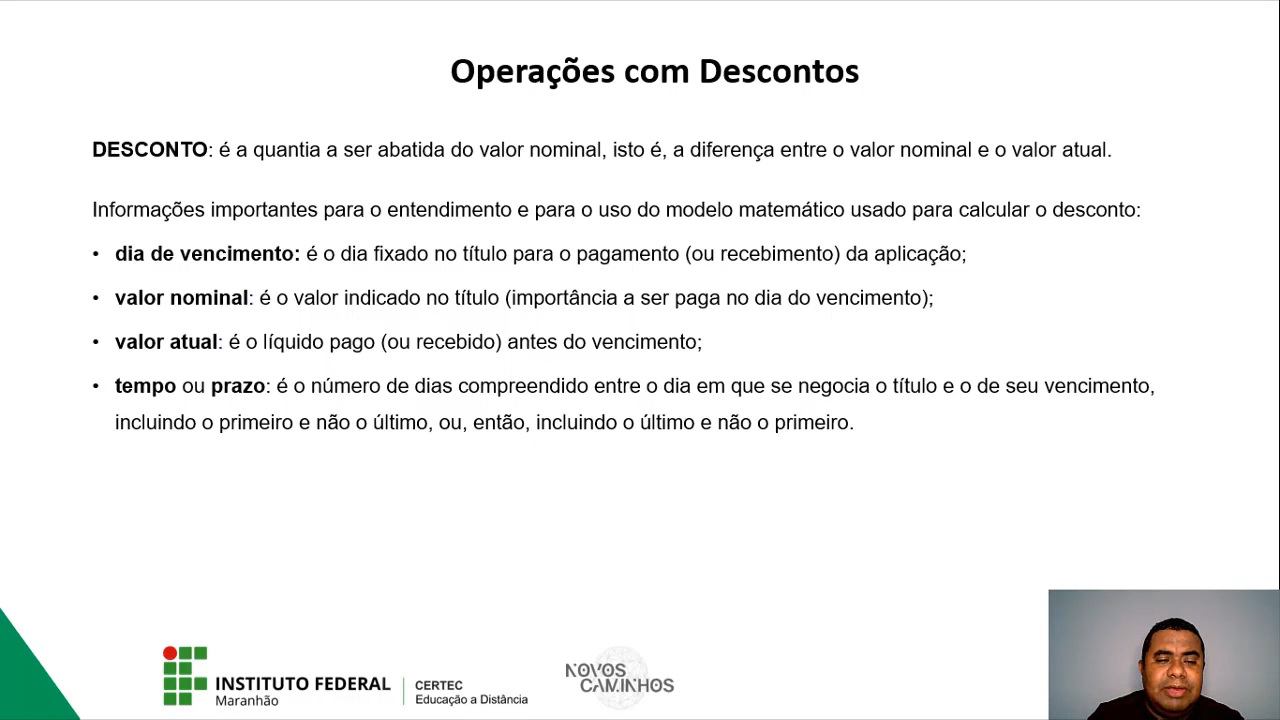 Operações com Descontos
DESCONTO: é a quantia a ser abatida do valor nominal, isto é, a diferença entre o valor nominal e o valor atual.
Informações importantes para o entendimento e para o uso do modelo matemático usado para calcular o desconto:
• dia de vencimento: é o dia fixado no título para o pagamento (ou recebimento) da aplicação;
• valor nominal: é o valor indicado no título (importância a ser paga no dia do vencimento);
• valor atual: é o líquido pago (ou recebido) antes do vencimento;
• tempo ou prazo: é o número de dias compreendido entre o dia em que se negocia o título e o de seu vencimento,
incluindo o primeiro e não o último, ou, então, incluindo o último e não o primeiro.
INSTITUTO FEDERAL
Maranhão
CERTEC
Educação a Distância
NOVOS
CAMINHOS